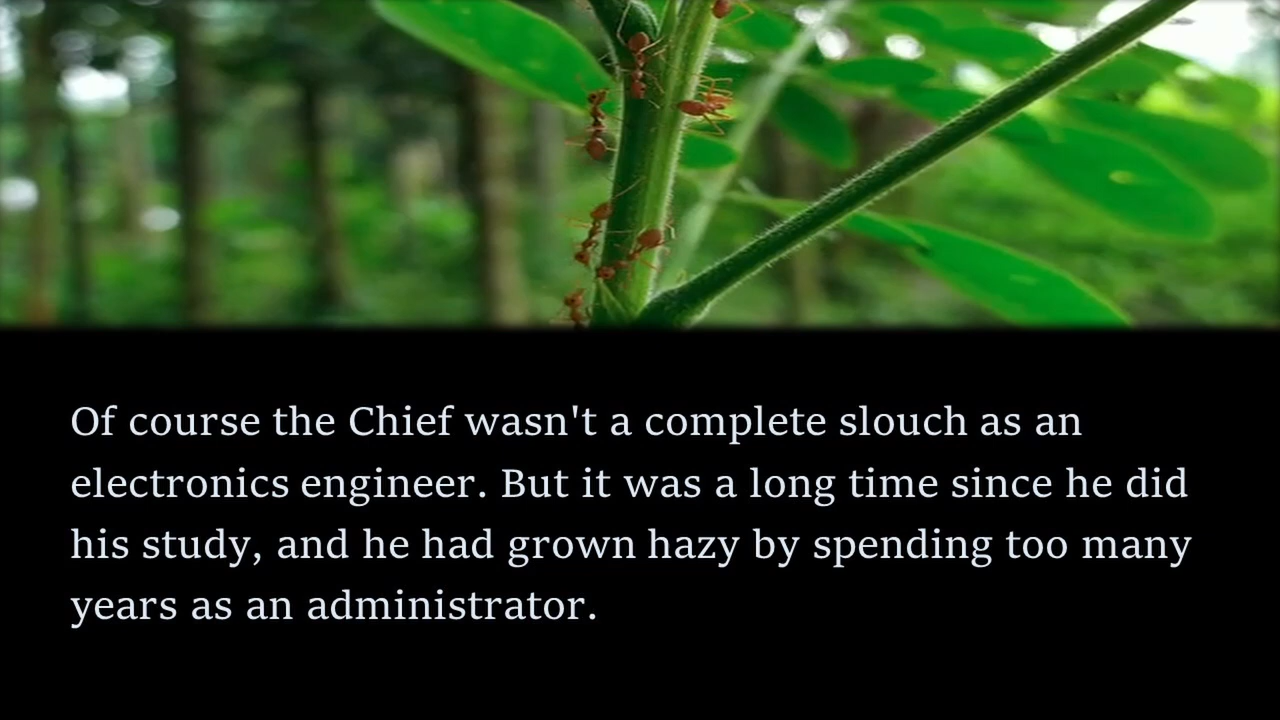 Of course the Chief wasn't a complete slouch as an
electronics engineer. But it was a long time since he did
his study, and he had grown hazy by spending too many
years as an administrator.